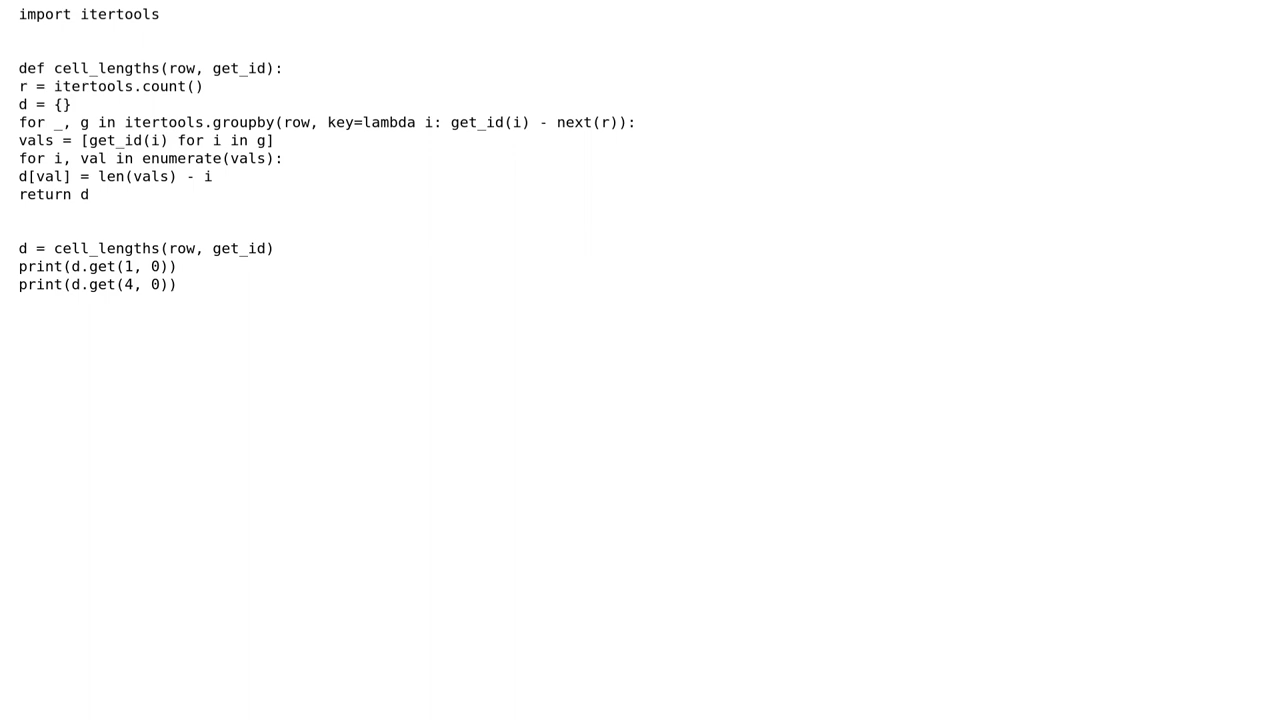 import itertools
def cell_lengths(row, get_id):
r = itertools.count()
d = {}
for _, g in itertools.groupby(row, key=lambda i: get_id(i) - next(r)):
vals = [get_id(i) for i in g]
for i, val in enumerate(vals):
d[val] = len(vals) - i
return d
d = cell_lengths(row, get_id)
print(d.get(1, 0))
print(d.get(4, 0))